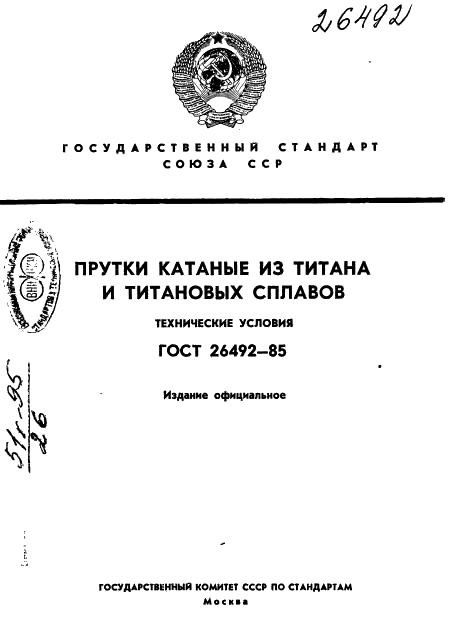 26492
ГОСУДАРСТВЕННЫЙ СТАНДАРТ
СОЮЗА ССР
ПРУТКИ КАТАНЫЕ ИЗ ТИТАНА
И ТИТАНОВЫХ СПЛАВОВ
ТЕХНИЧЕСКИЕ УСЛОВИЯ
ГОСТ 26492—85
Издание официальное
26
ГОСУДАРСТВЕННЫЙ КОМИТЕТ СССР ПО СТАНДАРТАМ
Москва